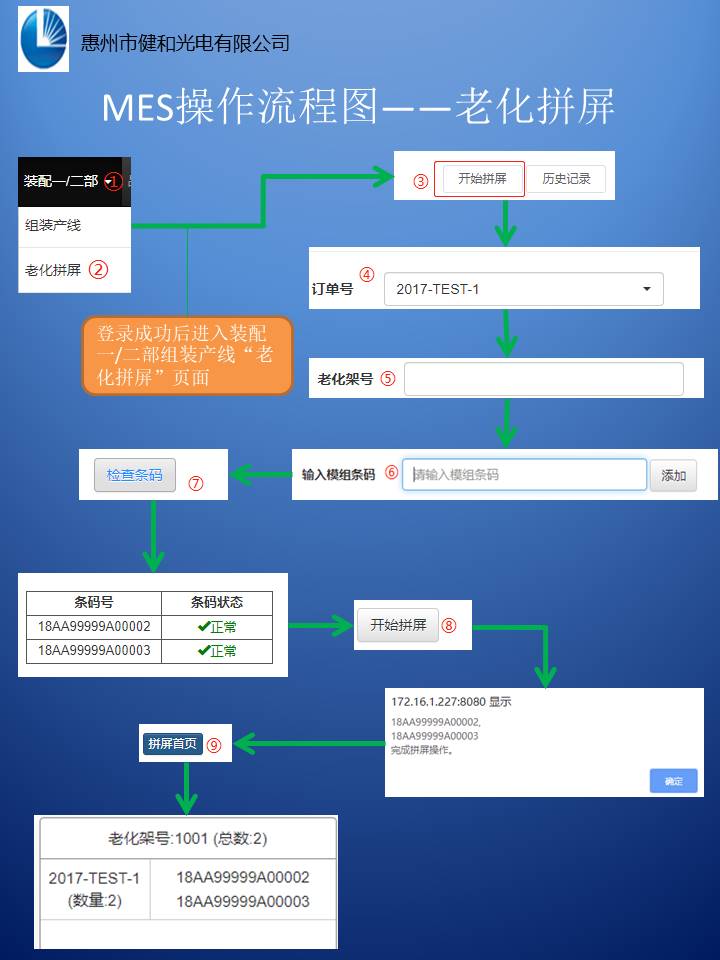 惠州市健和光电有限公司
MES操作流程图——老化拼屏
装配一/二部 ①
组装产线
老化拼屏 ②
③ 开始拼屏 历史记录
订单号 ④ 2017-TEST-1
登录成功后进入装配
一/二部组装产线“老
化拼屏”页面
老化架号 ⑤
输入模组条码 ⑥ 请输入模组条码 添加
检查条码 ⑦
条码号 条码状态
18AA99999A00002 ✔正常
18AA99999A00003 ✔正常
开始拼屏 ⑧
172.16.1.227:8080 显示
18AA99999A00002,
18AA99999A00003
完成拼屏操作。
确定
拼屏首页 ⑨
老化架号:1001 (总数:2)
2017-TEST-1
(数量:2)
18AA99999A00002
18AA99999A00003